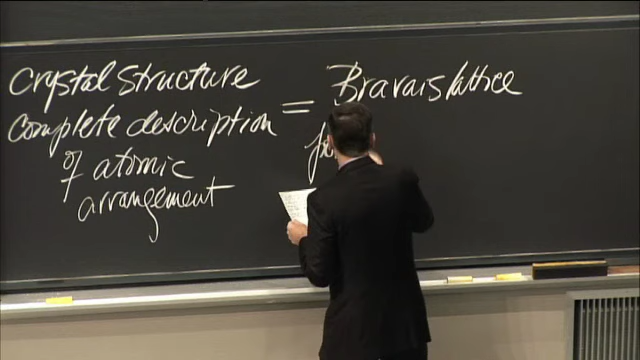 Crystal Structure
complete description
of atomic
arrangement
=
Bravais lattice